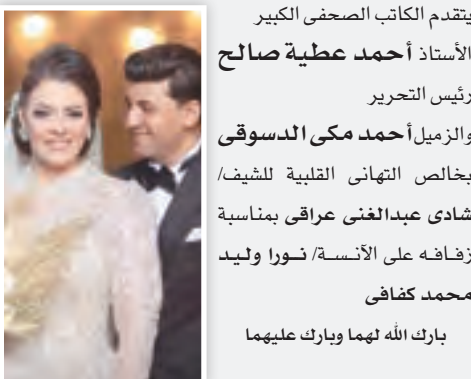 يتقدم الكاتب الصحفى الكبير
الأستاذ أحمد عطية صالح
رئيس التحرير
والزميل أحمد مكى الدسوقى
بخالص التهانى القلبية للشيف/
شادى عبدالغنى عراقى بمناسبة
زفافه على الآنسة/ نورا وليد
محمد كفافى
بارك الله لهما وبارك عليهما